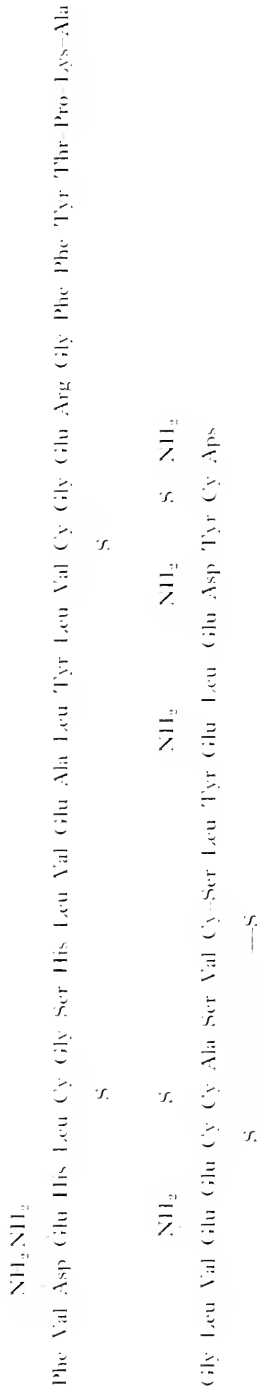 NH₂ NH₂
Phe Val Asp Glu His Leu Cy Gly Ser His Leu Val Glu Ala Leu Tyr Leu Val Cy Gly Glu Arg Gly Phe Phe Tyr Thr-Pro-Lys-Ala
S S
NH₂ S NH₂ NH₂ S NH₂
Gly Leu Val Glu Glu Cy Cy Ala Ser Val Cy-Ser Leu Tyr Glu Leu Glu Asp Tyr Cy Aps
S —S